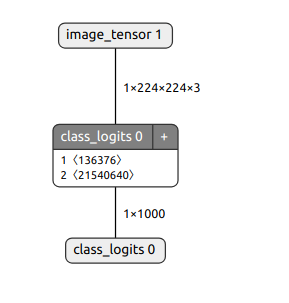 image_tensor 1
1×224×224×3
class_logits 0 +
1〈136376〉
2〈21540640〉
1×1000
class_logits 0